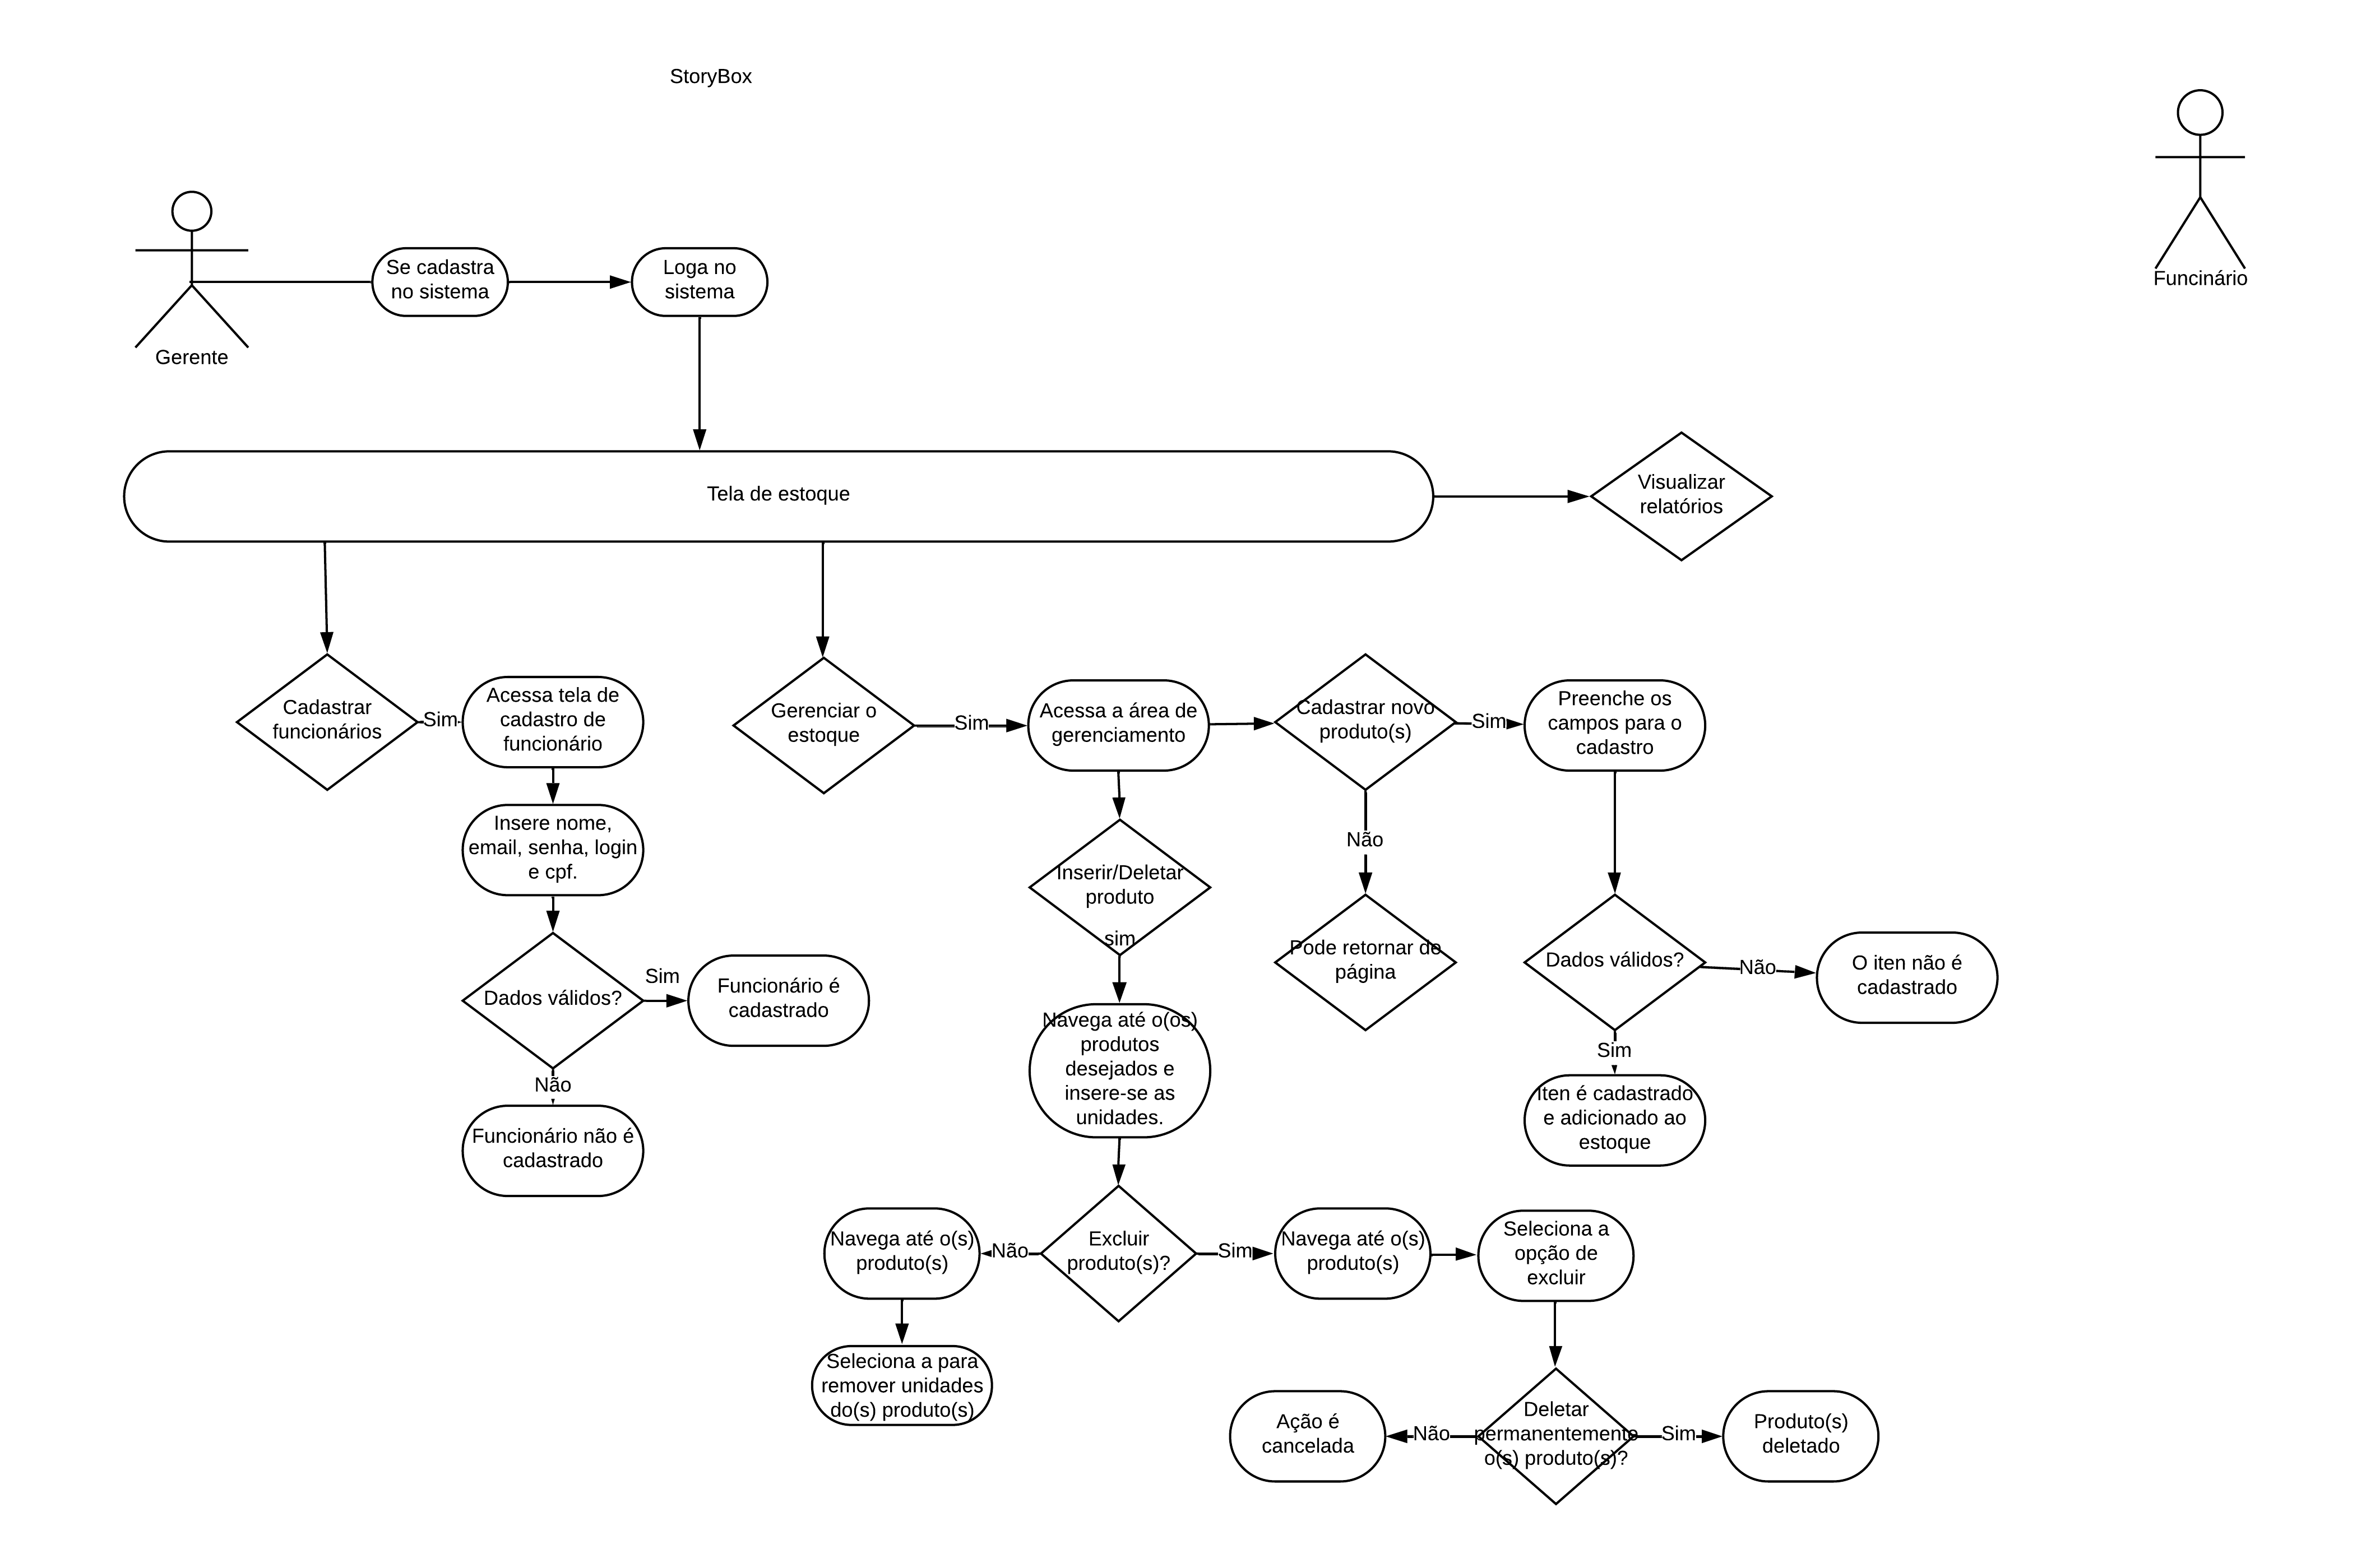 StoryBox
Funcinário
Gerente
Se cadastra
no sistema
Loga no
sistema
Tela de estoque
Visualizar
relatórios
Cadastrar
funcionários
Sim
Acessa tela de
cadastro de
funcionário
Insere nome,
email, senha, login
e cpf.
Dados válidos?
Sim
Funcionário é
cadastrado
Não
Funcionário não é
cadastrado
Gerenciar o
estoque
Sim
Acessa a área de
gerenciamento
Cadastrar novo
produto(s)
Sim
Preenche os
campos para o
cadastro
Não
Pode retornar de
página
Dados válidos?
Não
O iten não é
cadastrado
Sim
Iten é cadastrado
e adicionado ao
estoque
Inserir/Deletar
produto
sim
Navega até o(os)
produtos
desejados e
insere-se as
unidades.
Excluir
produto(s)?
Não
Navega até o(s)
produto(s)
Seleciona a para
remover unidades
do(s) produto(s)
Sim
Navega até o(s)
produto(s)
Seleciona a
opção de
excluir
Deletar
permanentemento
o(s) produto(s)?
Não
Ação é
cancelada
Sim
Produto(s)
deletado